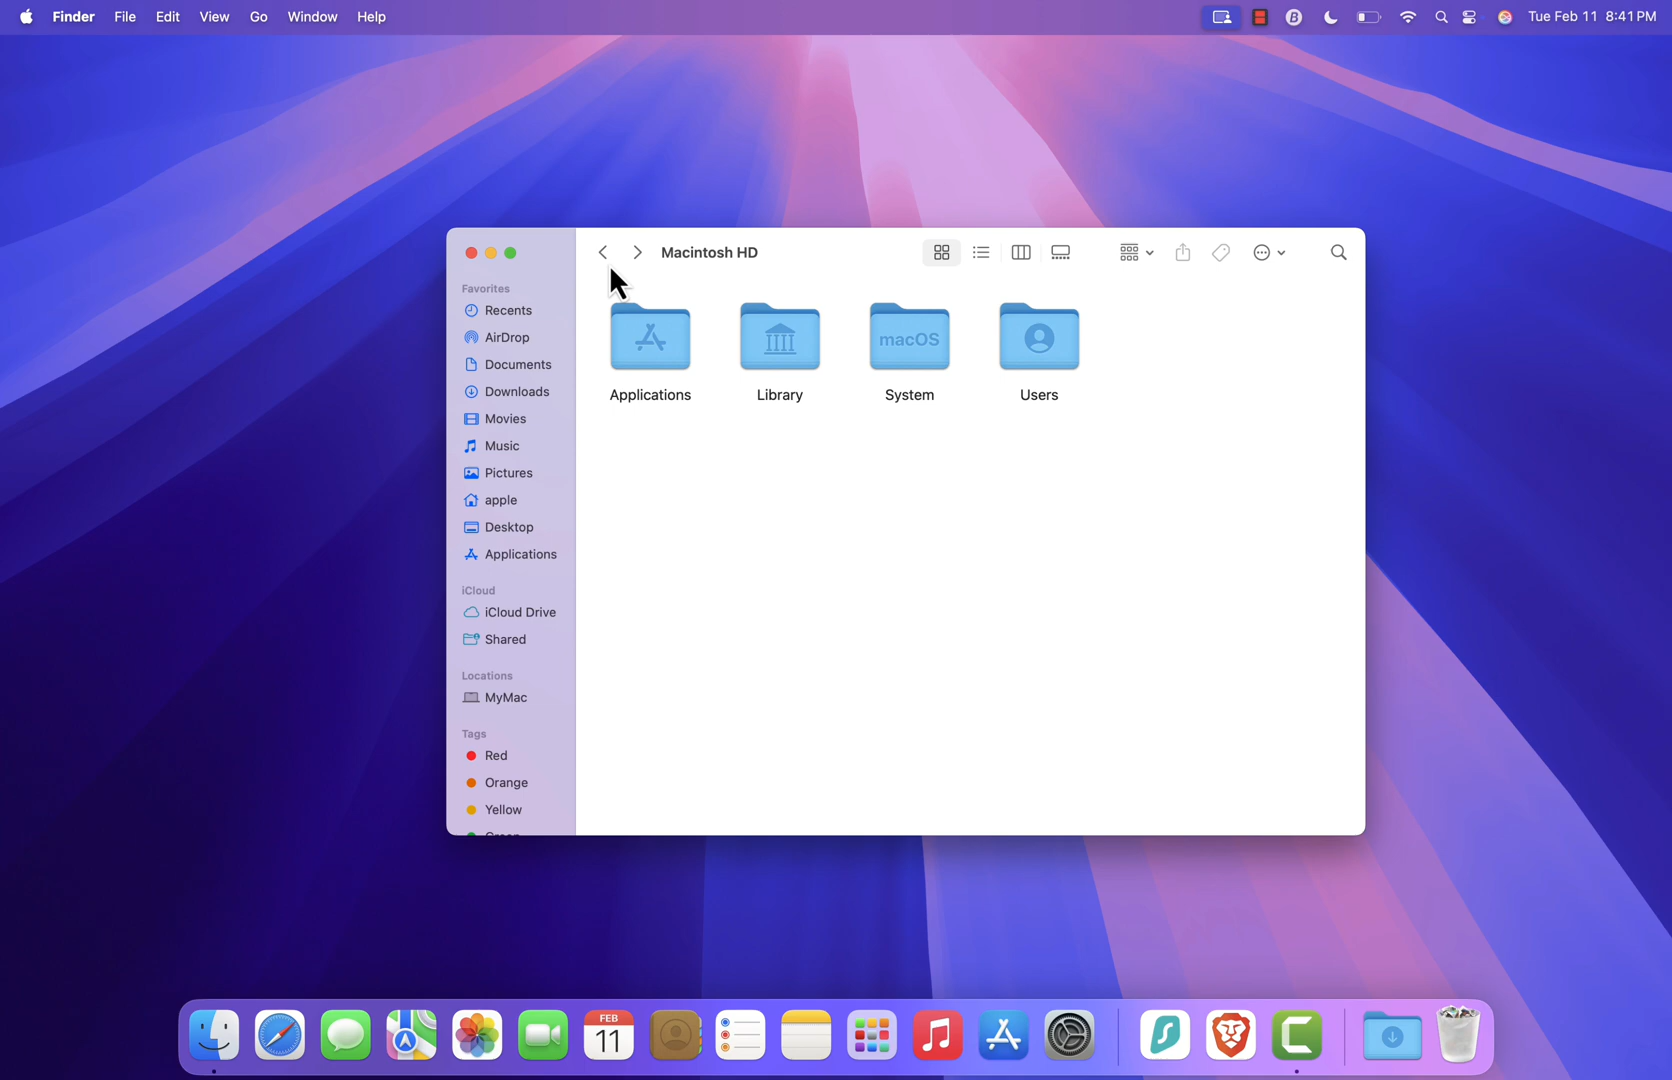 Finder File Edit View Go Window Help Tue Feb 11 8:41 PM
Macintosh HD
Favorites
Recents
AirDrop
Documents
Downloads
Movies
Music
Pictures
apple
Desktop
Applications
iCloud
iCloud Drive
Shared
Locations
MyMac
Tags
Red
Orange
Yellow
macOS
Applications Library System Users
FEB
11